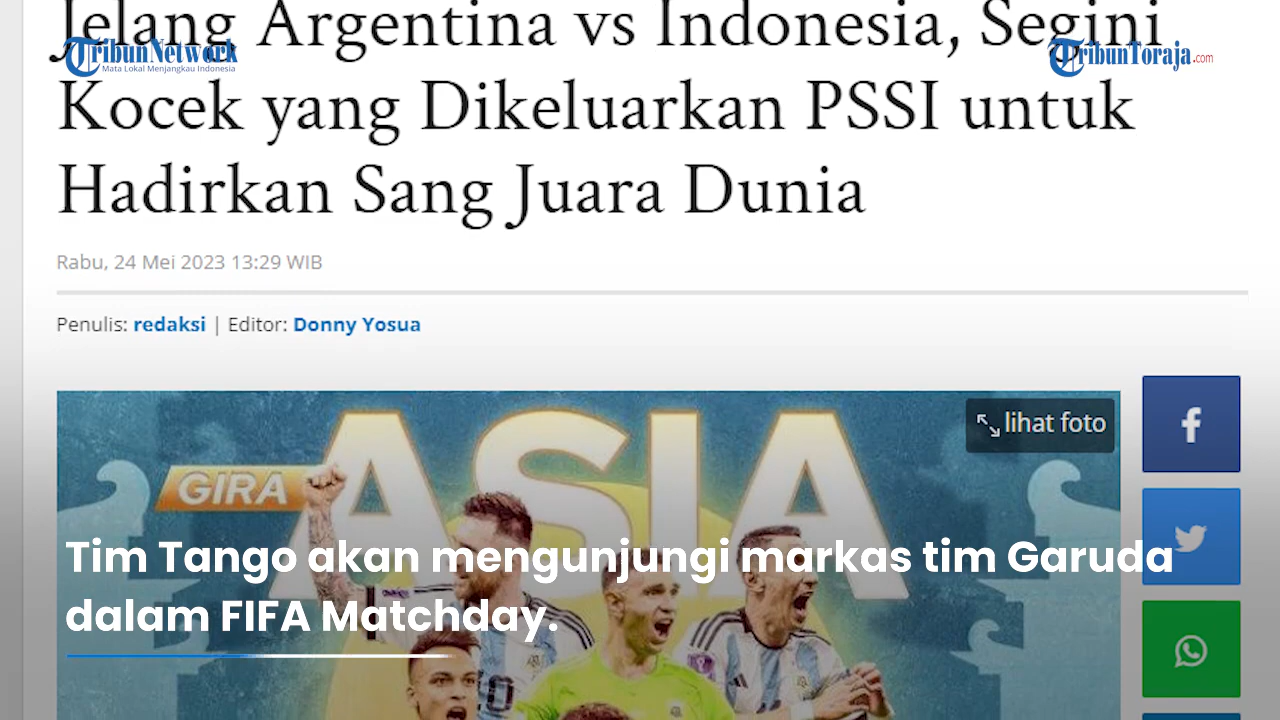 Jelang Argentina vs Indonesia, Segini
TribunNetwork
Mata Lokal Menjangkau Indonesia
TribunToraja.com
Kocek yang Dikeluarkan PSSI untuk
Hadirkan Sang Juara Dunia
Rabu, 24 Mei 2023 13:29 WIB
Penulis: redaksi | Editor: Donny Yosua
lihat foto
GIRA
ASIA
Tim Tango akan mengunjungi markas tim Garuda
dalam FIFA Matchday.